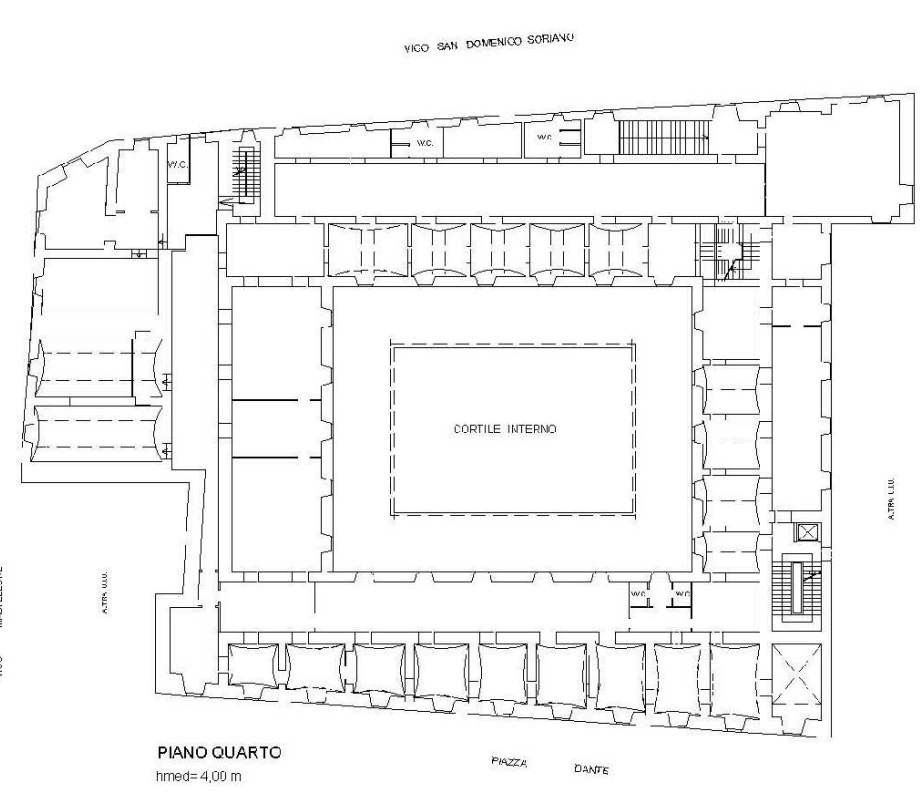 VICO SAN DOMENICO SORIANO
W.C.
W.C.
W.C.
CORTILE INTERNO
A.TRA U.I.U.
A.TRA U.I.U.
W.C.
W.C.
PIANO QUARTO
hmed= 4,00 m
PIAZZA DANTE